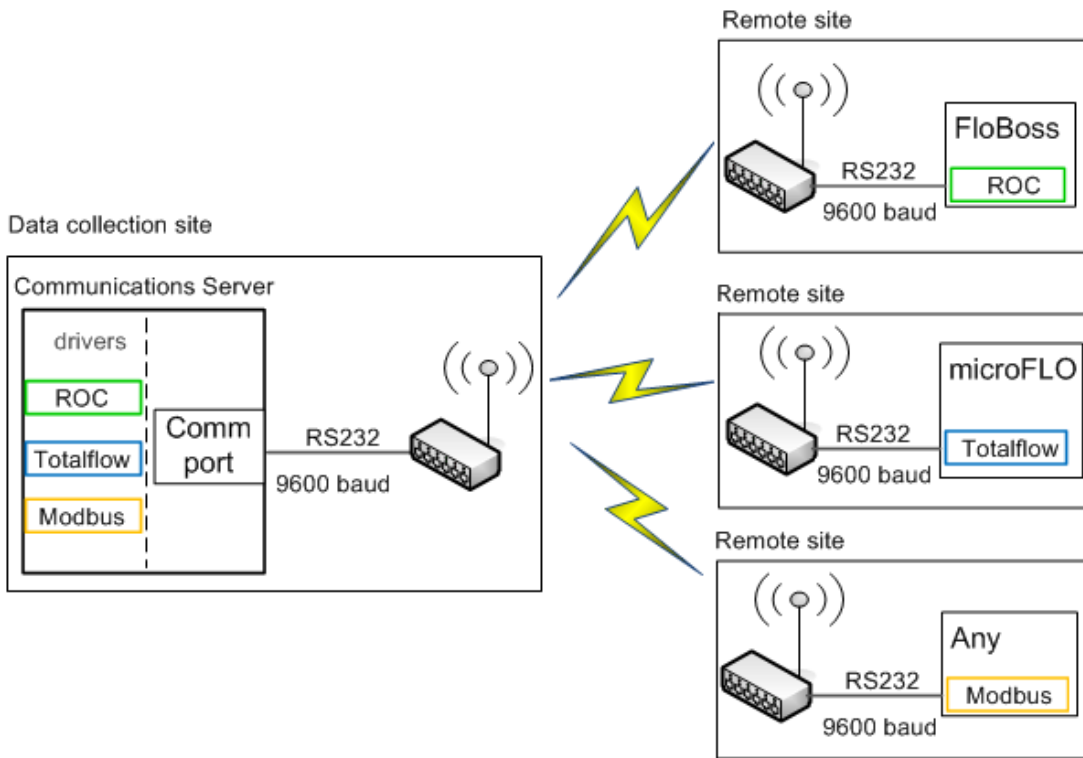 Data collection site
Communications Server
drivers
ROC
Totalflow
Modbus
Comm
port
RS232
9600 baud
Remote site
RS232
9600 baud
FloBoss
ROC
Remote site
RS232
9600 baud
microFLO
Totalflow
Remote site
RS232
9600 baud
Any
Modbus